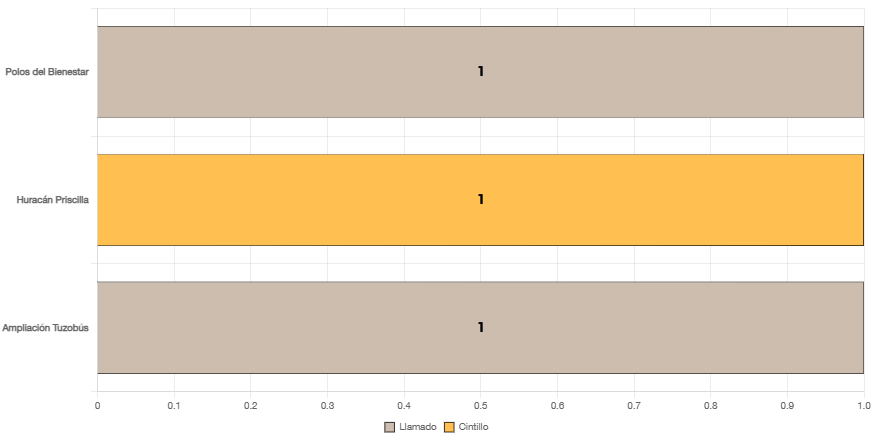 Polos del Bienestar
1
Huracán Priscilla
1
Ampliación Tuzobús
1
0 0.1 0.2 0.3 0.4 0.5 0.6 0.7 0.8 0.9 1.0
Llamado Cintillo